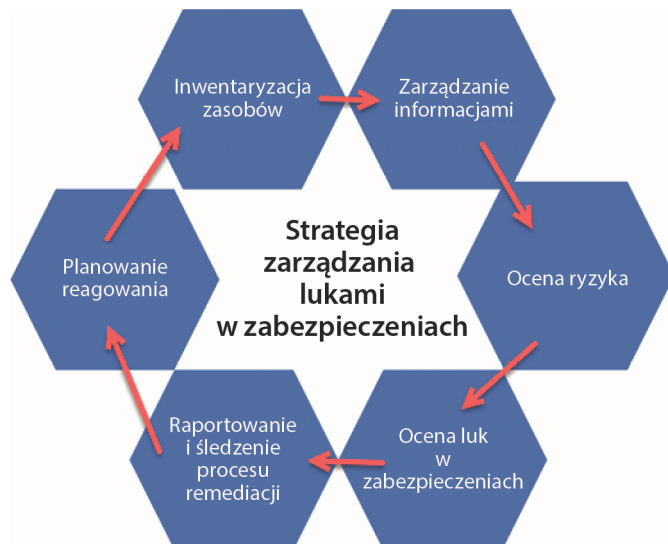 Inwentaryzacja
zasobów
Zarządzanie
informacjami
Ocena ryzyka
Ocena luk
w
zabezpieczeniach
Raportowanie
i śledzenie
procesu
remediacji
Planowanie
reagowania
Strategia
zarządzania
lukami
w zabezpieczeniach